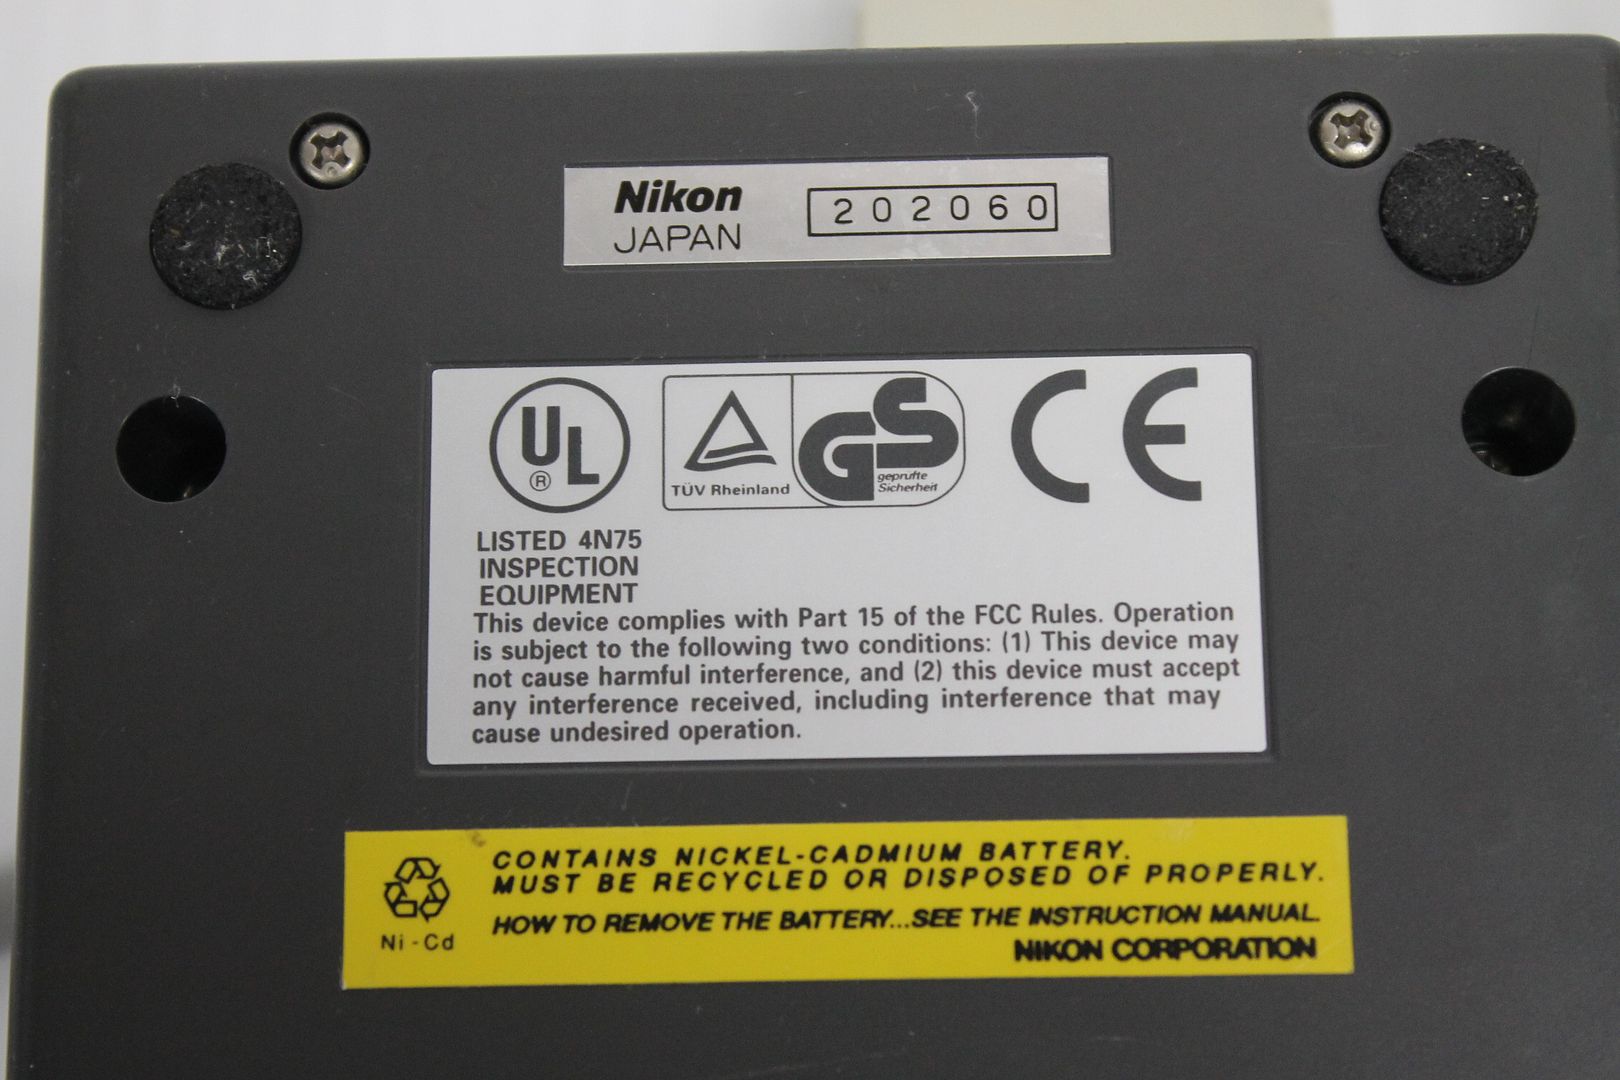 Nikon
JAPAN
202060
UL
®
TÜV Rheinland
GS
geprüfte
Sicherheit
CE
LISTED 4N75
INSPECTION
EQUIPMENT
This device complies with Part 15 of the FCC Rules. Operation
is subject to the following two conditions: (1) This device may
not cause harmful interference, and (2) this device must accept
any interference received, including interference that may
cause undesired operation.
CONTAINS NICKEL-CADMIUM BATTERY.
MUST BE RECYCLED OR DISPOSED OF PROPERLY.
HOW TO REMOVE THE BATTERY...SEE THE INSTRUCTION MANUAL.
NIKON CORPORATION
Ni-Cd